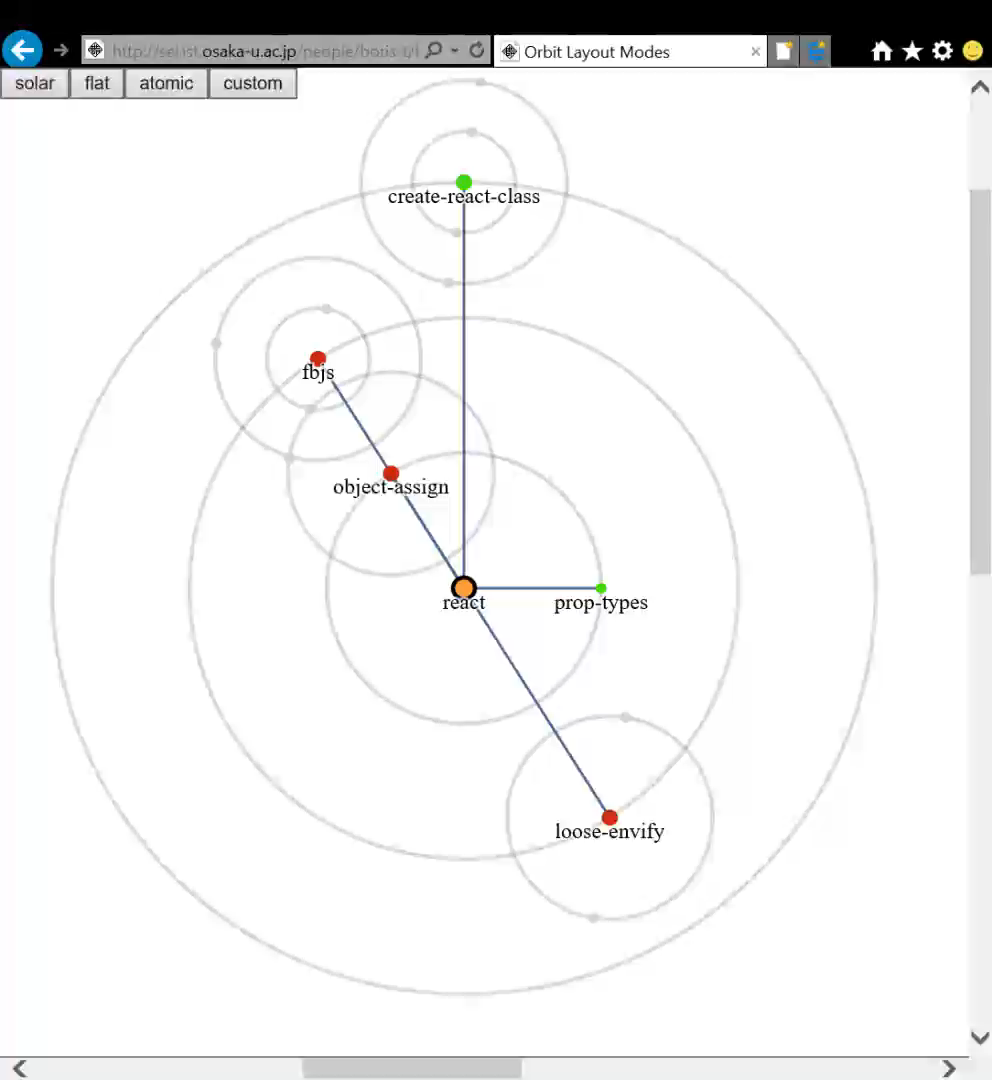 osaka-u.ac.jp
Orbit Layout Modes
solar flat atomic custom
create-react-class
fbjs
object-assign
react prop-types
loose-envify